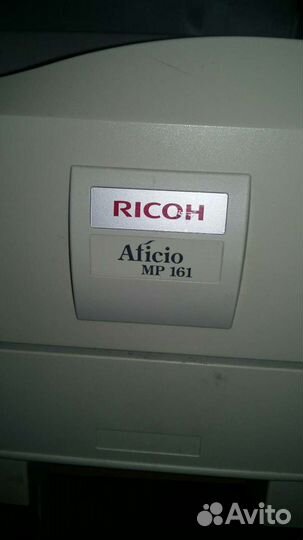 RICOH
Aficio
MP 161
Avito